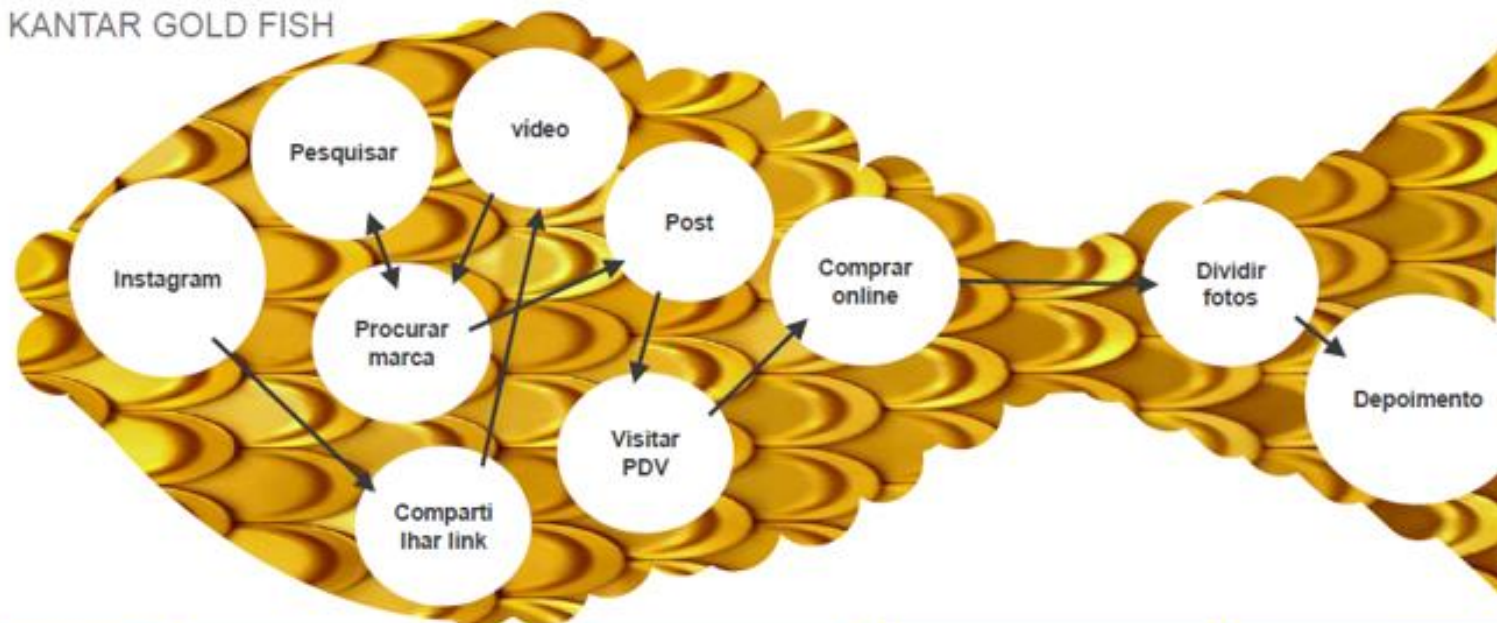 KANTAR GOLD FISH
Pesquisar
vídeo
Instagram
Post
Procurar
marca
Comprar
online
Dividir
fotos
Visitar
PDV
Comparti
lhar link
Depoimento